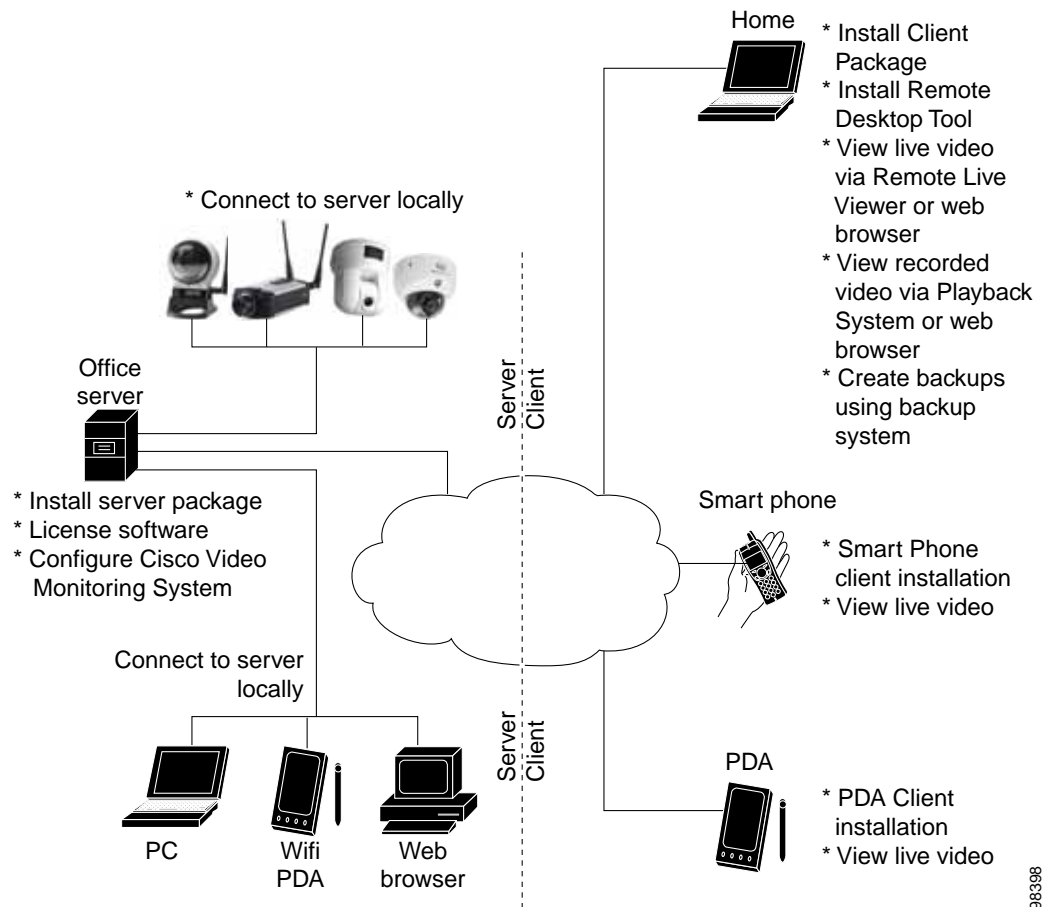 Home
* Install Client
Package
* Install Remote
Desktop Tool
* View live video
via Remote Live
Viewer or web
browser
* View recorded
video via Playback
System or web
browser
* Create backups
using backup
system
* Connect to server locally
Office
server
* Install server package
* License software
* Configure Cisco Video
Monitoring System
Server
Client
Smart phone
* Smart Phone
client installation
* View live video
Connect to server
locally
PC
Wifi
PDA
Web
browser
Server
Client
PDA
* PDA Client
installation
* View live video